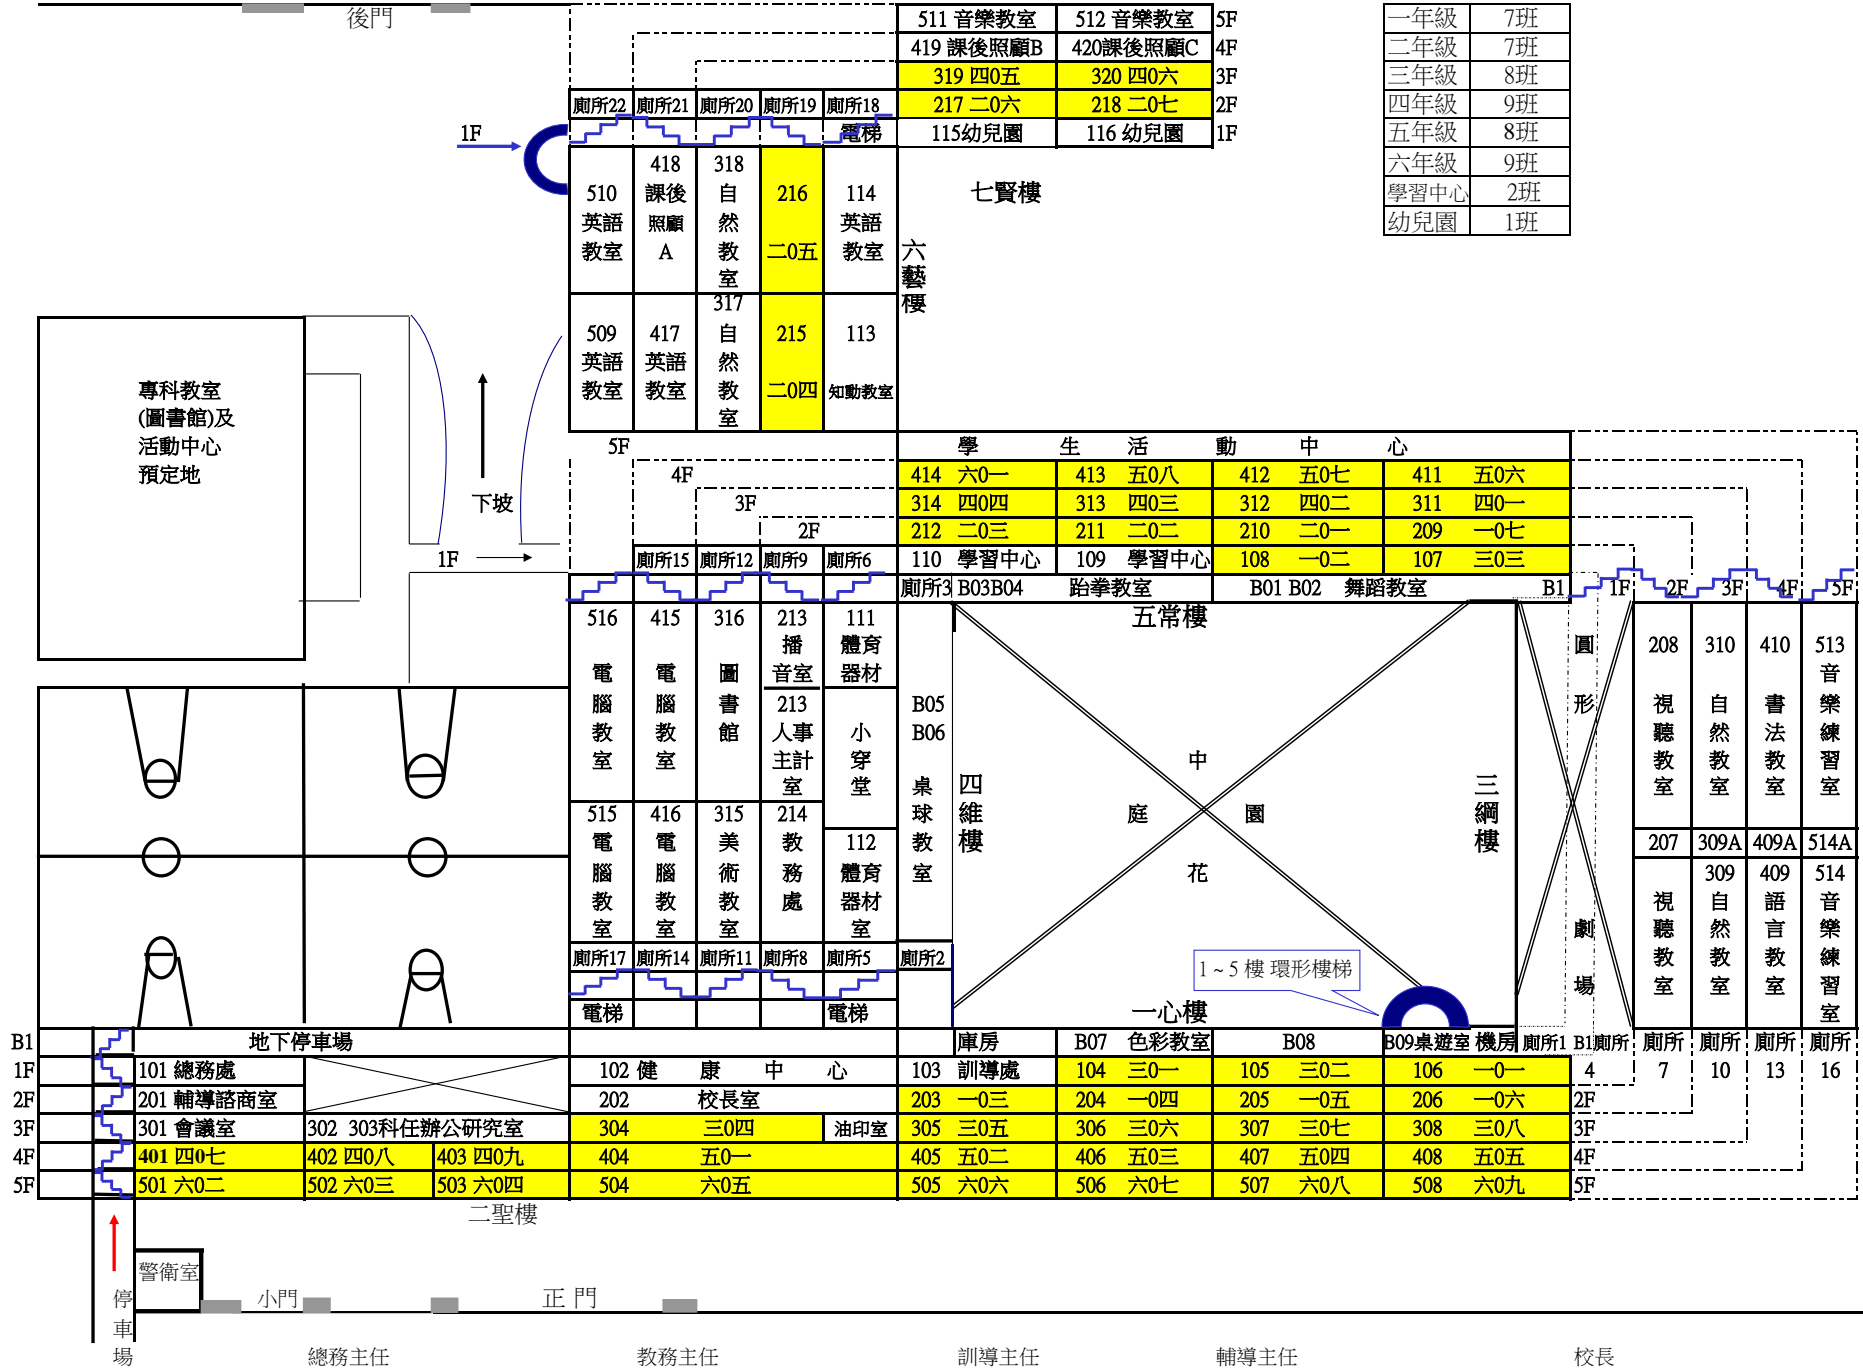 後門
511 音樂教室 512 音樂教室 5F
419 課後照顧B 420課後照顧C 4F
319 四0五 320 四0六 3F
217 二0六 218 二0七 2F
115幼兒園 116 幼兒園 1F
一年級 7班
二年級 7班
三年級 8班
四年級 9班
五年級 8班
六年級 9班
學習中心 2班
幼兒園 1班
廁所22 廁所21 廁所20 廁所19 廁所18
電梯
1F
510 英語教室
418 課後照顧A
318 自然教室
216 二0五
114 英語教室
七賢樓
六藝樓
509 英語教室
417 英語教室
317 自然教室
215 二0四
113 知動教室
專科教室
(圖書館)及
活動中心
預定地
下坡
1F
5F 學生活動中心
4F 414 六0一 413 五0八 412 五0七 411 五0六
3F 314 四0四 313 四0三 312 四0二 311 四0一
2F 212 二0三 211 二0二 210 二0一 209 一0七
廁所15 廁所12 廁所9 廁所6 110 學習中心 109 學習中心 108 一0二 107 三0三
廁所3 B03B04 跆拳教室 B01 B02 舞蹈教室 B1 1F 2F 3F 4F 5F
五常樓
516 電腦教室
415 電腦教室
316 圖書館
213 播音室
213 人事主計室
111 體育器材
小穿堂
B05 B06 桌球教室
四維樓
中庭園花
三綱樓
圓形劇場
208 視聽教室
310 自然教室
410 書法教室
513 音樂練習室
515 電腦教室
416 電腦教室
315 美術教室
214 教務處
112 體育器材室
207 視聽教室
309A
409A
514A
309 自然教室
409 語言教室
514 音樂練習室
廁所17 廁所14 廁所11 廁所8 廁所5 廁所2
1~5 樓 環形樓梯
電梯 電梯
一心樓
B1 地下停車場 庫房 B07 色彩教室 B08 B09桌遊室 機房 廁所1 B1廁所 廁所 廁所 廁所 廁所
1F 101 總務處 102 健康中心 103 訓導處 104 三0一 105 三0二 106 一0一 4 7 10 13 16
2F 201 輔導諮商室 202 校長室 203 一0三 204 一0四 205 一0五 206 一0六 2F
3F 301 會議室 302 303科任辦公研究室 304 三0四 油印室 305 三0五 306 三0六 307 三0七 308 三0八 3F
4F 401 四0七 402 四0八 403 四0九 404 五0一 405 五0二 406 五0三 407 五0四 408 五0五 4F
5F 501 六0二 502 六0三 503 六0四 504 六0五 505 六0六 506 六0七 507 六0八 508 六0九 5F
二聖樓
警衛室
小門
正 門
停車場
總務主任 教務主任 訓導主任 輔導主任 校長